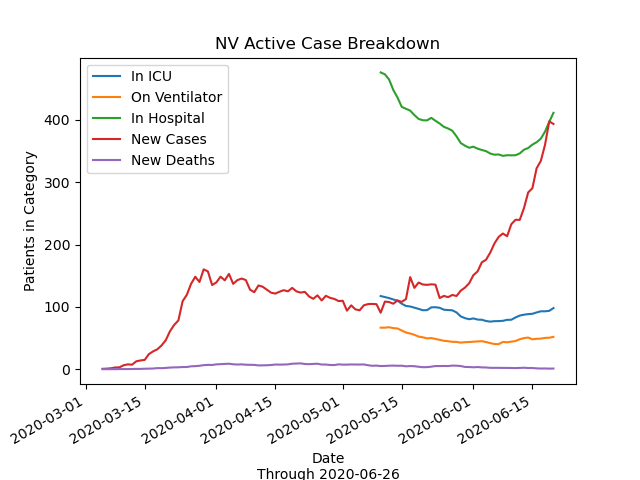 NV Active Case Breakdown
In ICU
On Ventilator
In Hospital
New Cases
New Deaths
Patients in Category
400
300
200
100
0
2020-03-01
2020-03-15
2020-04-01
2020-04-15
2020-05-01
2020-05-15
2020-06-01
2020-06-15
Date
Through 2020-06-26